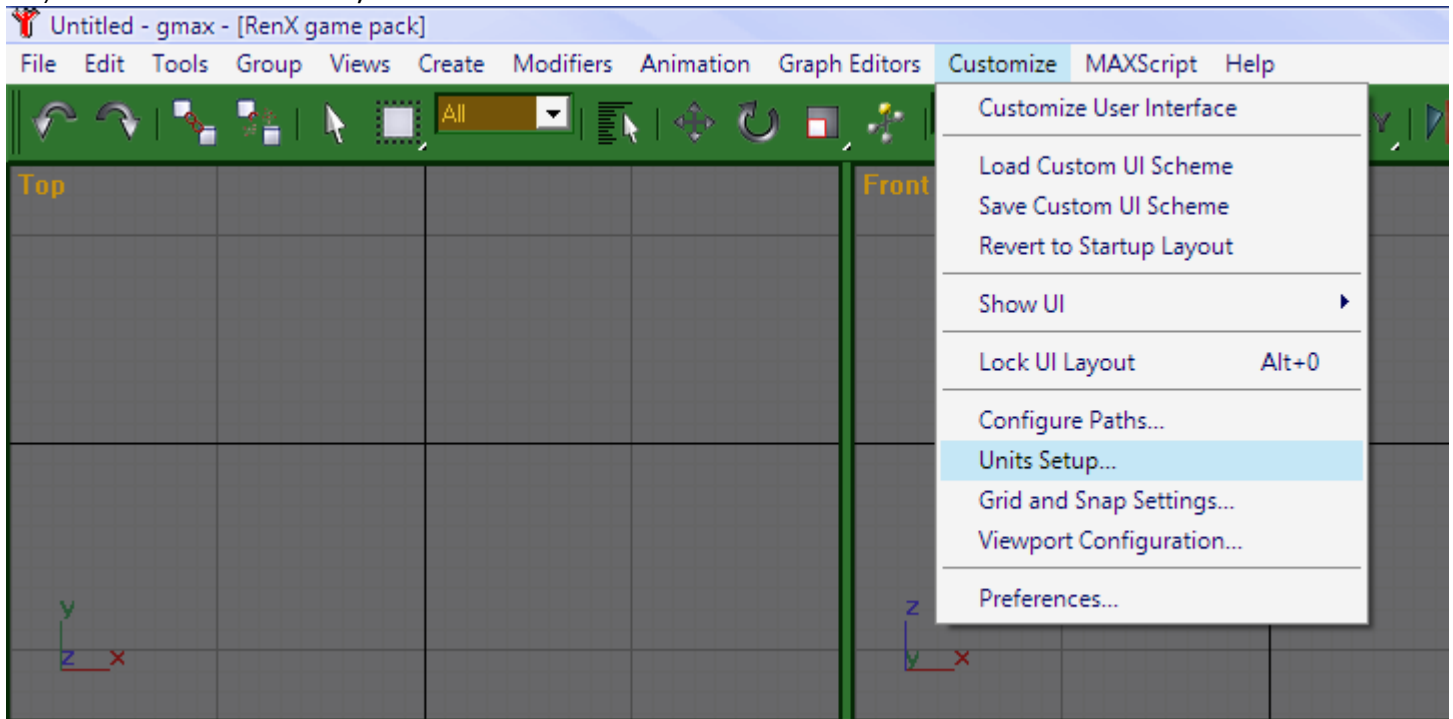 Untitled - gmax - [RenX game pack]
File Edit Tools Group Views Create Modifiers Animation Graph Editors Customize MAXScript Help
All
Top
Front
Customize User Interface
Load Custom UI Scheme
Save Custom UI Scheme
Revert to Startup Layout
Show UI
Lock UI Layout Alt+0
Configure Paths...
Units Setup...
Grid and Snap Settings...
Viewport Configuration...
Preferences...
y
z x
z
y x